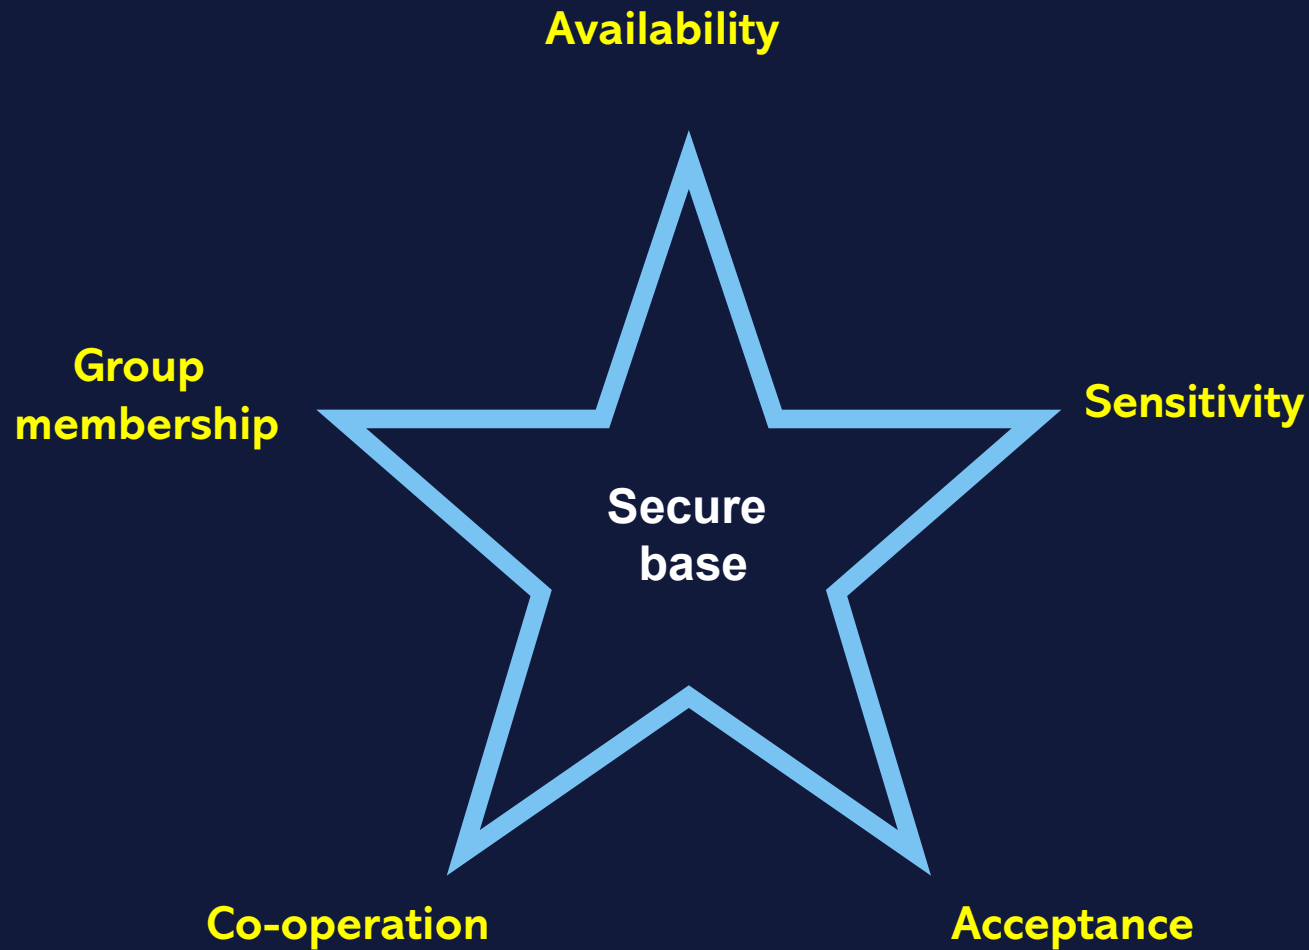 Availability
Group
membership
Sensitivity
Secure
base
Co-operation
Acceptance